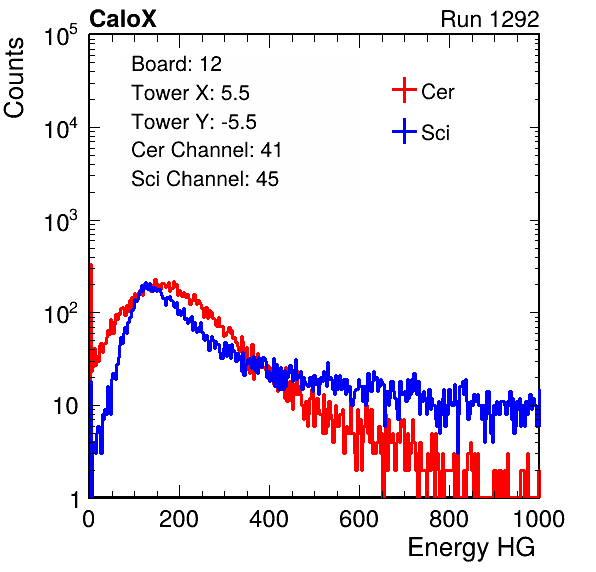 CaloX Run 1292
Counts
10^5
10^4
10^3
10^2
10
1
Board: 12
Tower X: 5.5
Tower Y: -5.5
Cer Channel: 41
Sci Channel: 45
Cer
Sci
0 200 400 600 800 1000
Energy HG